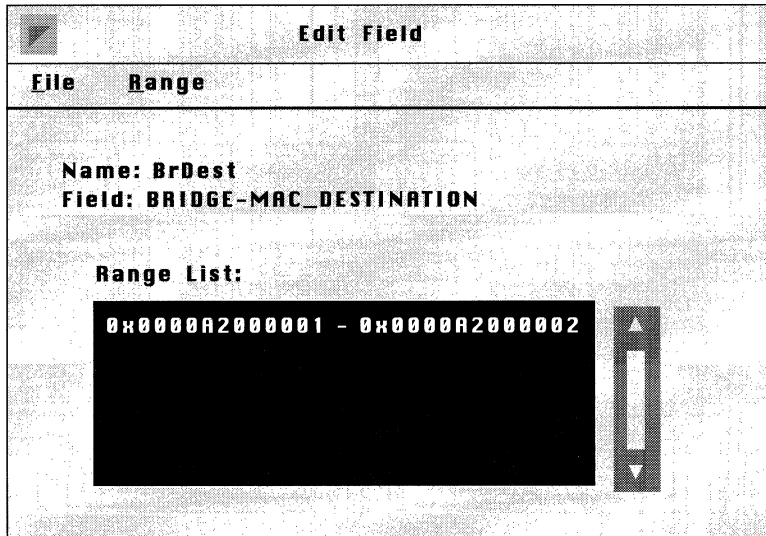 Edit Field
File Range
Name: BrDest
Field: BRIDGE-MAC_DESTINATION
Range List:
0x0000A2000001 - 0x0000A2000002